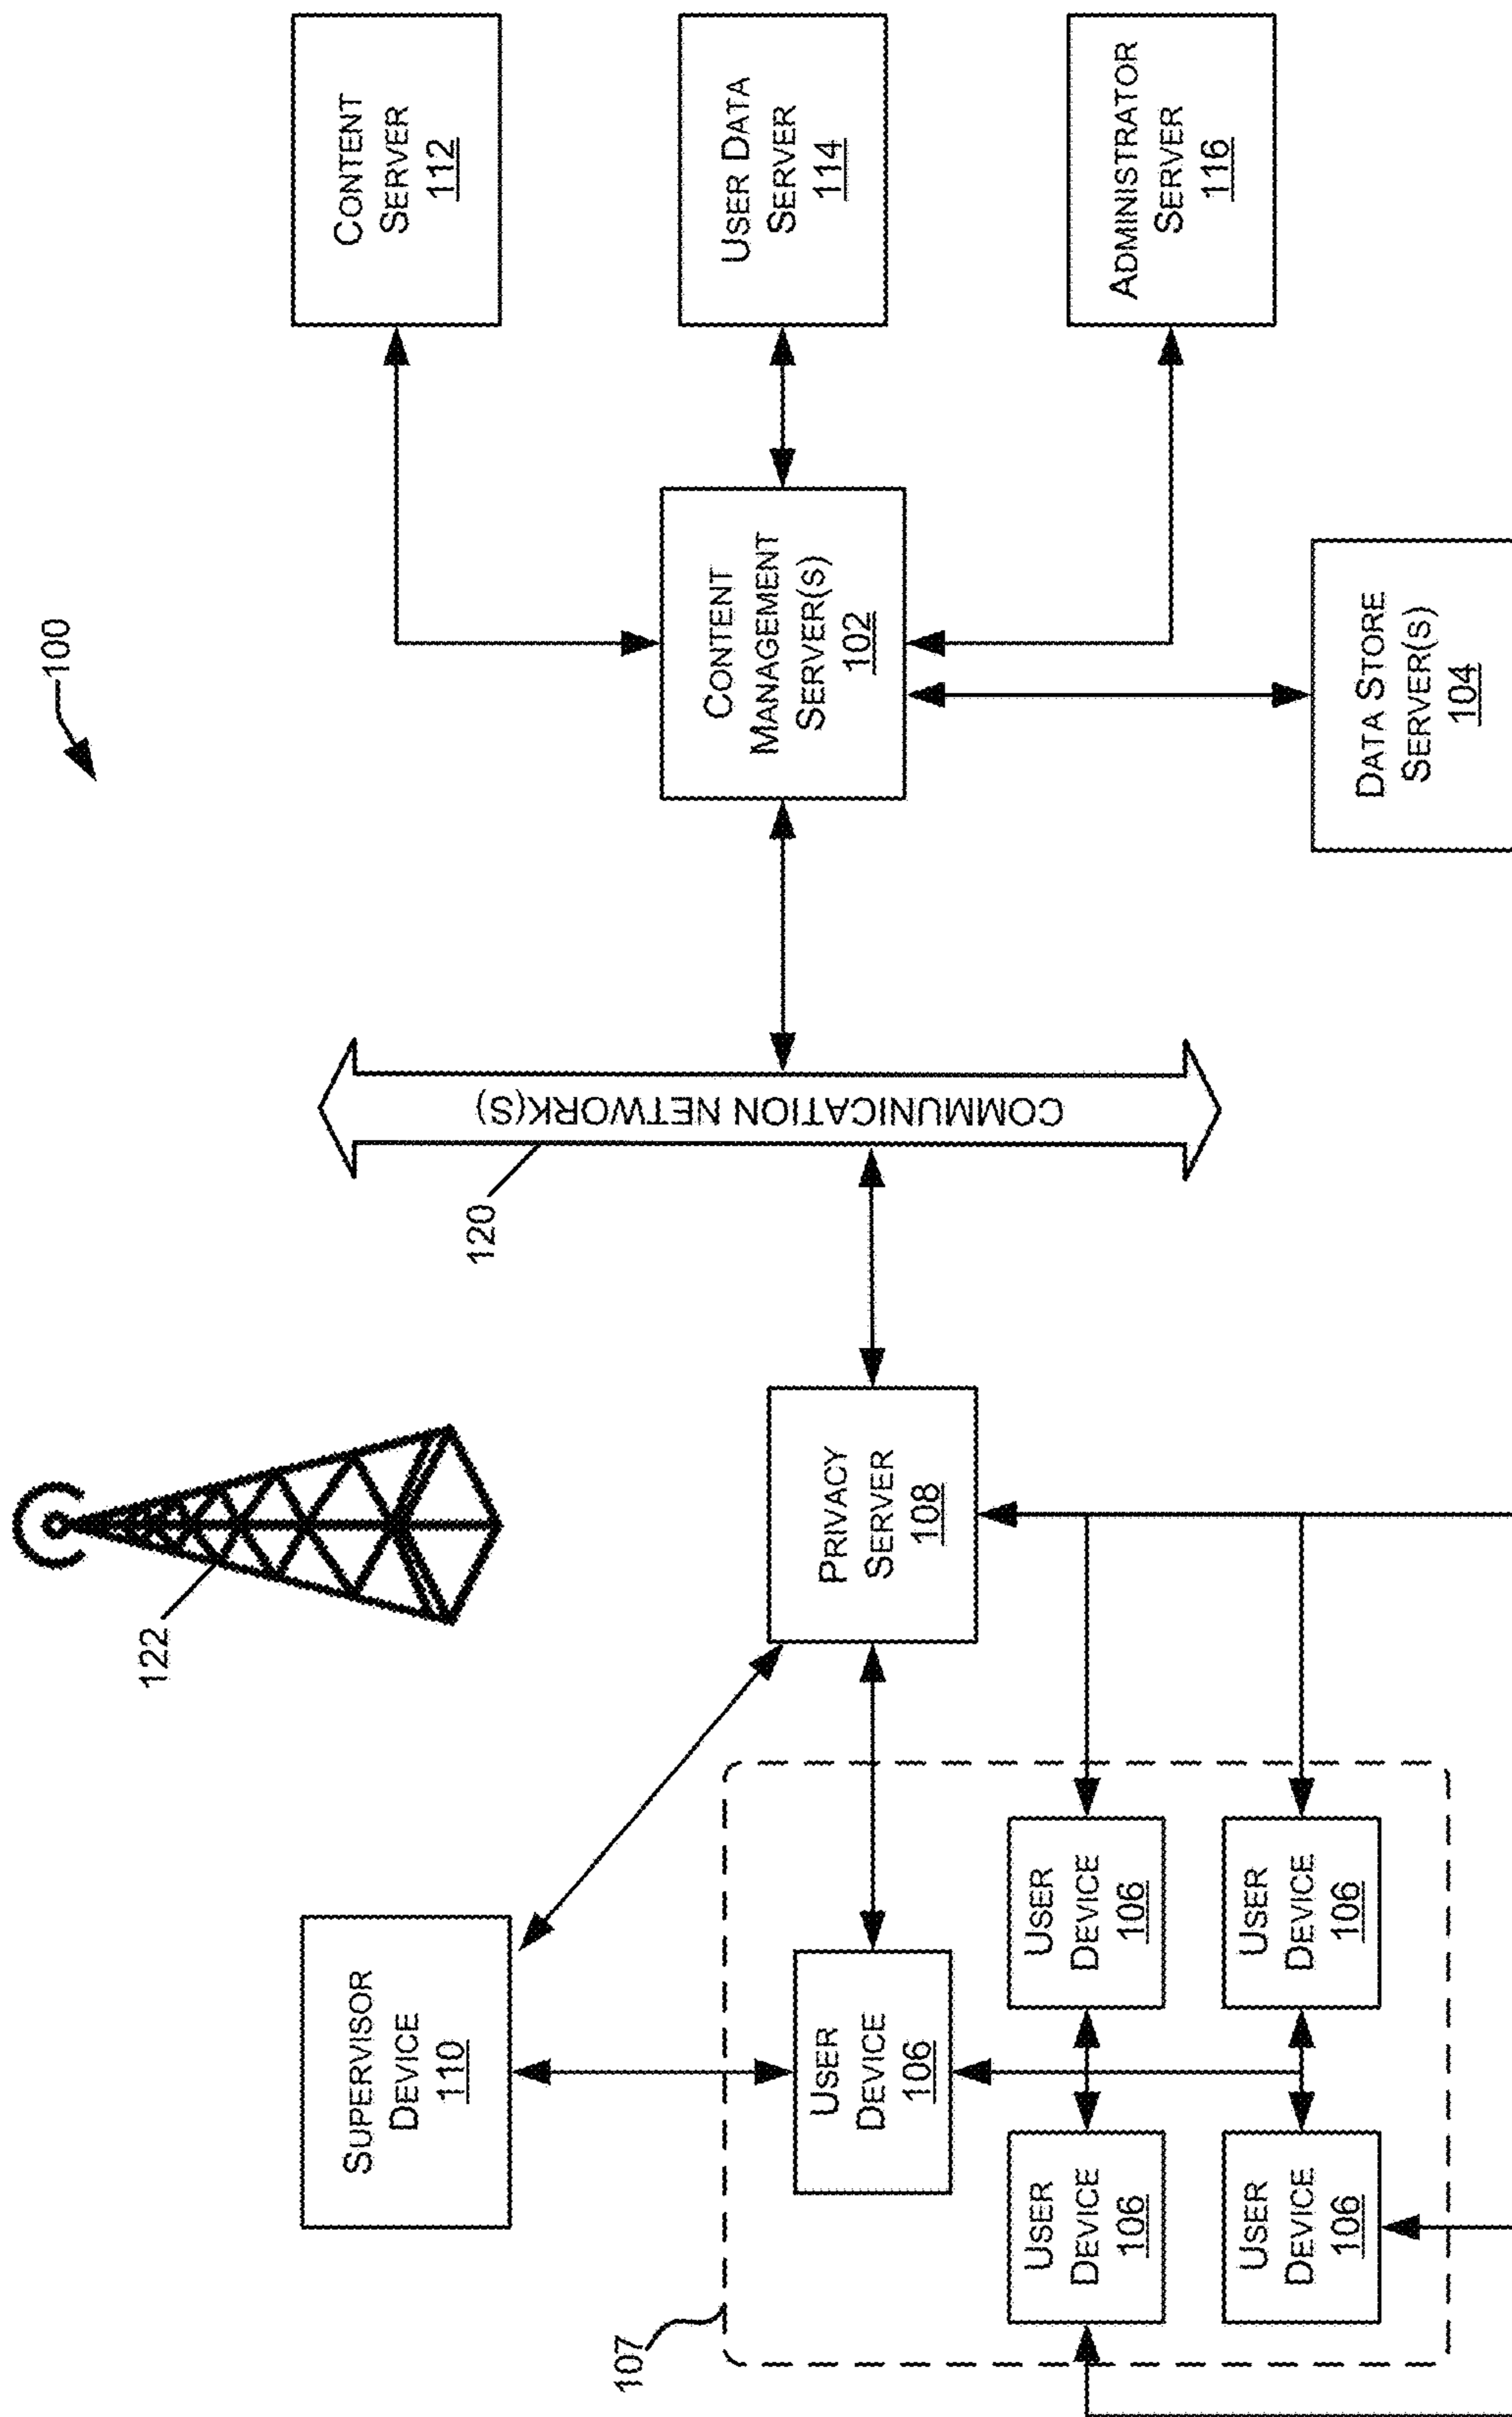 100
122
120
107
SUPERVISOR
DEVICE
110
USER
DEVICE
106
USER
DEVICE
106
USER
DEVICE
106
USER
DEVICE
106
USER
DEVICE
106
PRIVACY
SERVER
108
COMMUNICATION NETWORK(S)
CONTENT
MANAGEMENT
SERVER(S)
102
DATA STORE
SERVER(S)
104
CONTENT
SERVER
112
USER DATA
SERVER
114
ADMINISTRATOR
SERVER
116